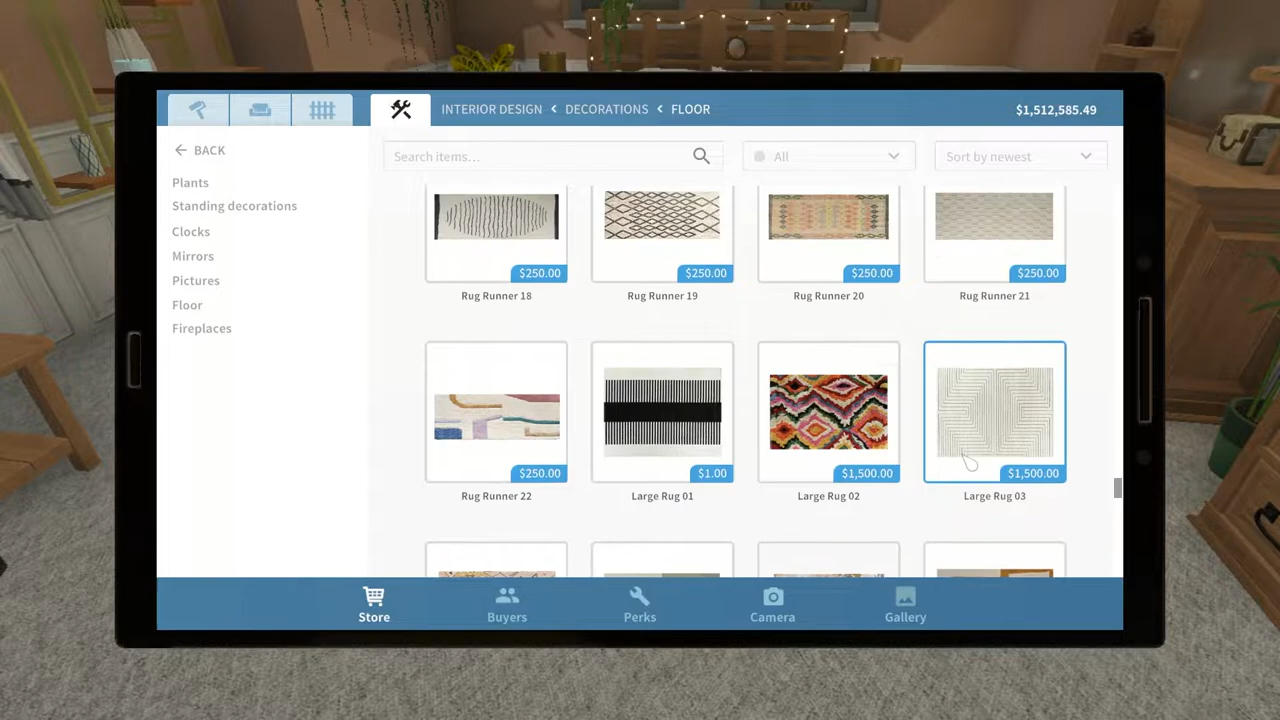 INTERIOR DESIGN < DECORATIONS < FLOOR
$1,512,585.49
BACK
Plants
Standing decorations
Clocks
Mirrors
Pictures
Floor
Fireplaces
Search items...
All
Sort by newest
$250.00 $250.00 $250.00 $250.00
Rug Runner 18 Rug Runner 19 Rug Runner 20 Rug Runner 21
$250.00 $1.00 $1,500.00 $1,500.00
Rug Runner 22 Large Rug 01 Large Rug 02 Large Rug 03
Store Buyers Perks Camera Gallery